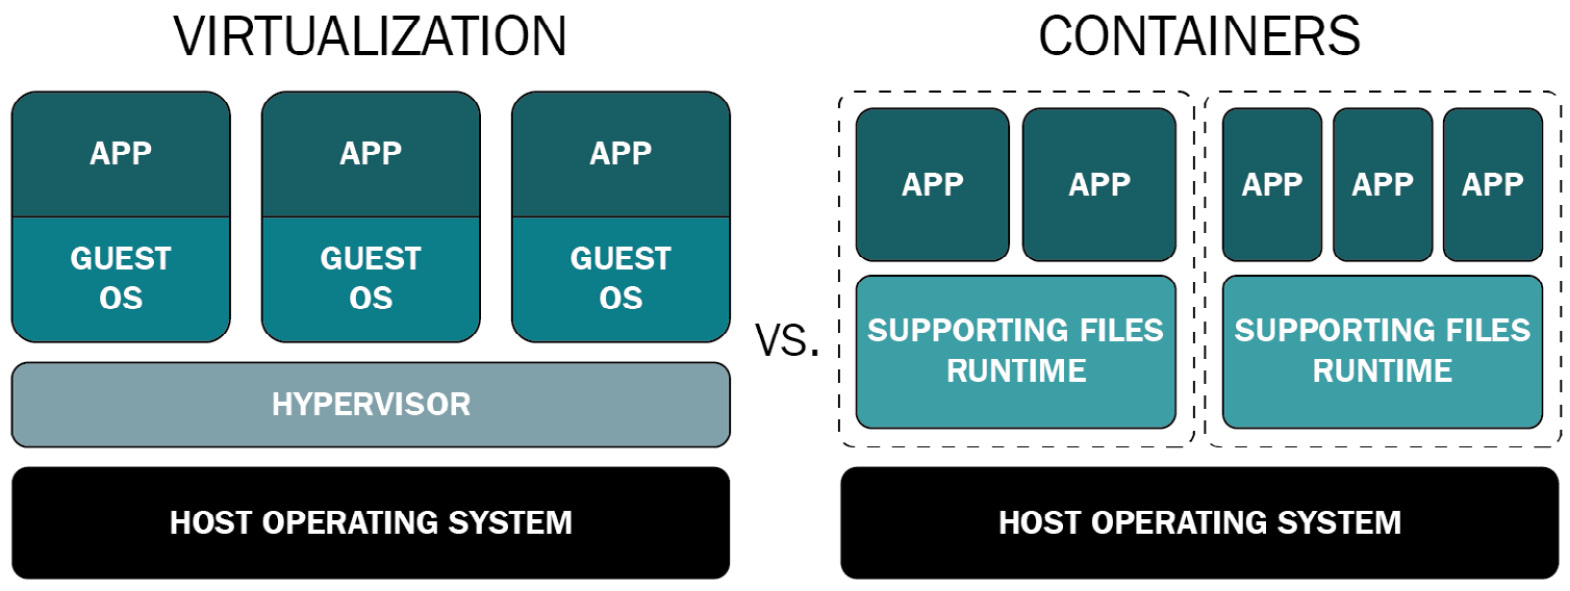 VIRTUALIZATION
APP
APP
APP
GUEST
OS
GUEST
OS
GUEST
OS
HYPERVISOR
HOST OPERATING SYSTEM
VS.
CONTAINERS
APP
APP
SUPPORTING FILES
RUNTIME
APP
APP
APP
SUPPORTING FILES
RUNTIME
HOST OPERATING SYSTEM